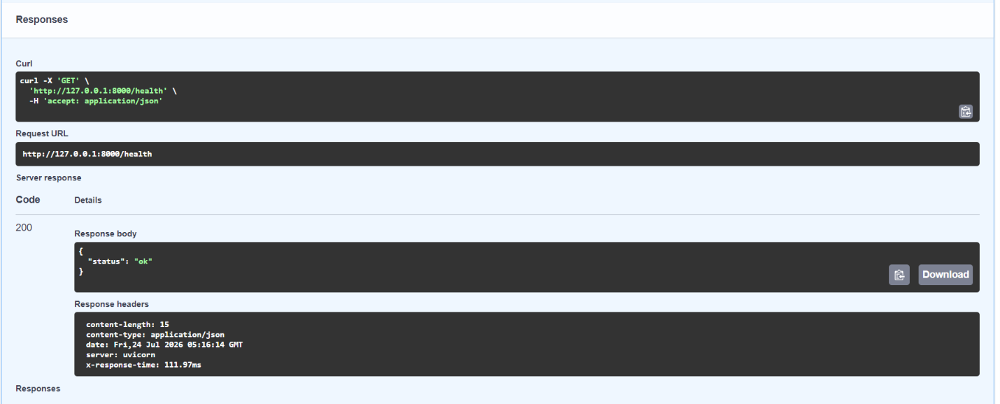 Responses
Curl
curl -X 'GET' \
  'http://127.0.0.1:8000/health' \
  -H 'accept: application/json'
Request URL
http://127.0.0.1:8000/health
Server response
Code Details
200
Response body
{
  "status": "ok"
}
Download
Response headers
content-length: 15
content-type: application/json
date: Fri,24 Jul 2026 05:16:14 GMT
server: uvicorn
x-response-time: 111.97ms
Responses